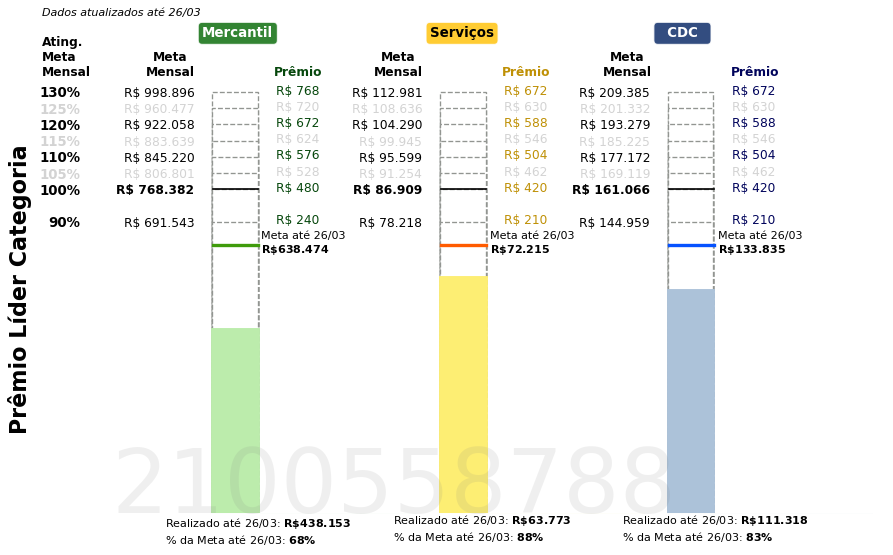 Dados atualizados até 26/03
Mercantil Serviços CDC
Ating. Meta Mensal Meta Mensal Prêmio Meta Mensal Prêmio Meta Mensal Prêmio
130% R$ 998.896 R$ 768 R$ 112.981 R$ 672 R$ 209.385 R$ 672
125% R$ 960.477 R$ 720 R$ 108.636 R$ 630 R$ 201.332 R$ 630
120% R$ 922.058 R$ 672 R$ 104.290 R$ 588 R$ 193.279 R$ 588
115% R$ 883.639 R$ 624 R$ 99.945 R$ 546 R$ 185.225 R$ 546
110% R$ 845.220 R$ 576 R$ 95.599 R$ 504 R$ 177.172 R$ 504
105% R$ 806.801 R$ 528 R$ 91.254 R$ 462 R$ 169.119 R$ 462
100% R$ 768.382 R$ 480 R$ 86.909 R$ 420 R$ 161.066 R$ 420
90% R$ 691.543 R$ 240 R$ 78.218 R$ 210 R$ 144.959 R$ 210
Meta até 26/03 Meta até 26/03 Meta até 26/03
R$638.474 R$72.215 R$133.835
Prêmio Líder Categoria
2100558788
Realizado até 26/03: R$438.153 Realizado até 26/03: R$63.773 Realizado até 26/03: R$111.318
% da Meta até 26/03: 68% % da Meta até 26/03: 88% % da Meta até 26/03: 83%